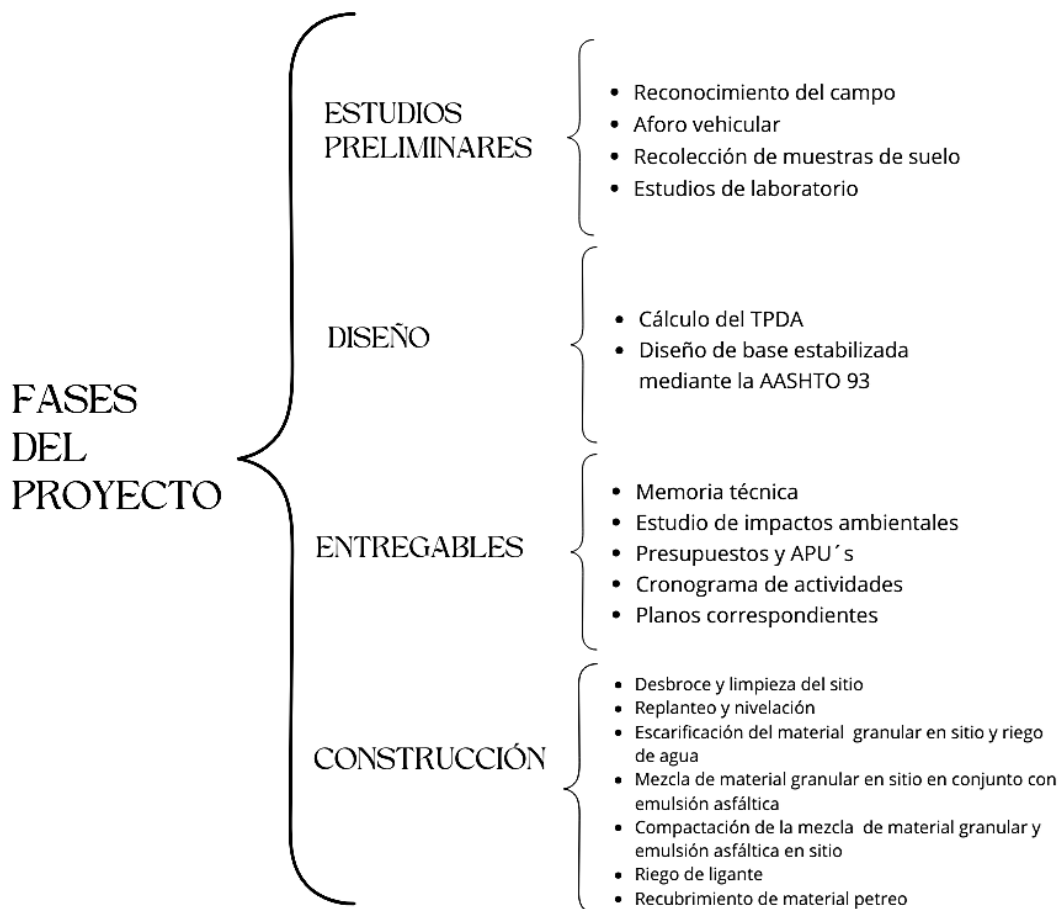 FASES
DEL
PROYECTO
ESTUDIOS
PRELIMINARES
• Reconocimiento del campo
• Aforo vehicular
• Recolección de muestras de suelo
• Estudios de laboratorio
DISEÑO
• Cálculo del TPDA
• Diseño de base estabilizada
mediante la AASHTO 93
ENTREGABLES
• Memoria técnica
• Estudio de impactos ambientales
• Presupuestos y APU´s
• Cronograma de actividades
• Planos correspondientes
CONSTRUCCIÓN
• Desbroce y limpieza del sitio
• Replanteo y nivelación
• Escarificación del material granular en sitio y riego
de agua
• Mezcla de material granular en sitio en conjunto con
emulsión asfáltica
• Compactación de la mezcla de material granular y
emulsión asfáltica en sitio
• Riego de ligante
• Recubrimiento de material petreo